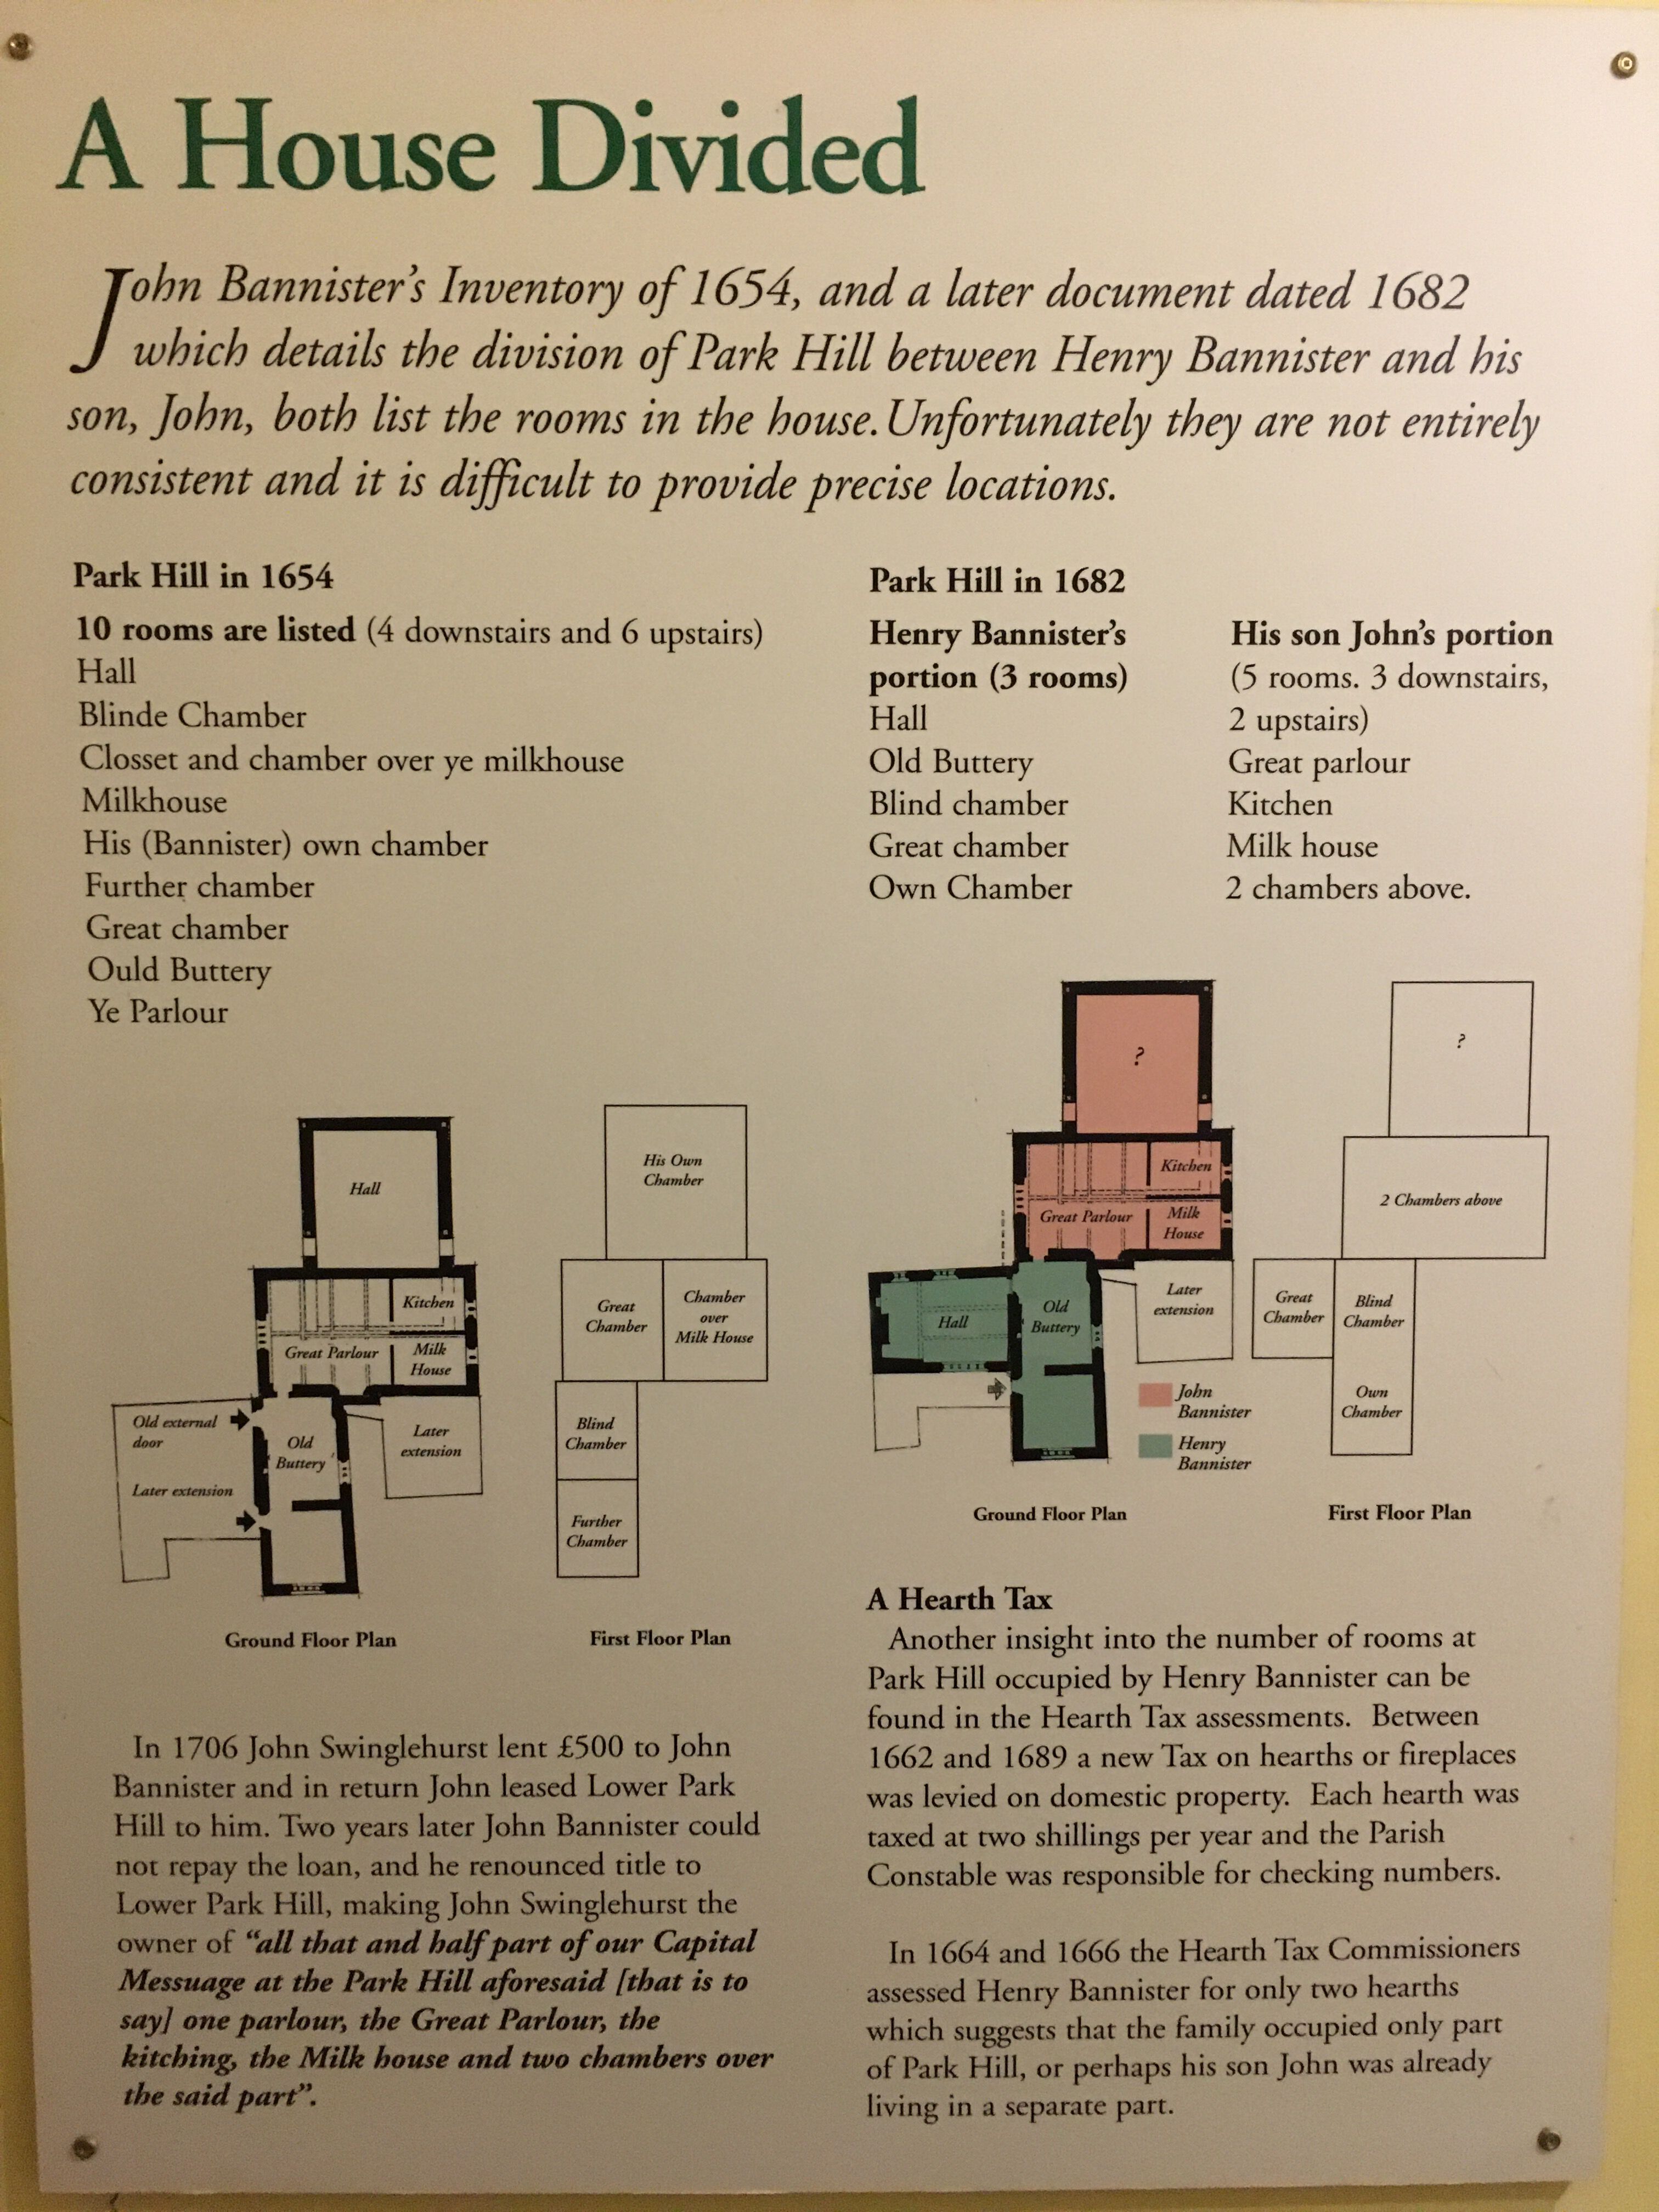 A House Divided
John Bannister's Inventory of 1654, and a later document dated 1682
which details the division of Park Hill between Henry Bannister and his
son, John, both list the rooms in the house. Unfortunately they are not entirely
consistent and it is difficult to provide precise locations.
Park Hill in 1654
10 rooms are listed (4 downstairs and 6 upstairs)
Hall
Blinde Chamber
Closset and chamber over ye milkhouse
Milkhouse
His (Bannister) own chamber
Further chamber
Great chamber
Ould Buttery
Ye Parlour
Hall
Kitchen
Great Parlour
Milk
House
Old external
door
Old
Buttery
Later extension
Later
extension
Ground Floor Plan
His Own
Chamber
Great
Chamber
Chamber
over
Milk House
Blind
Chamber
Further
Chamber
First Floor Plan
In 1706 John Swinglehurst lent £500 to John
Bannister and in return John leased Lower Park
Hill to him. Two years later John Bannister could
not repay the loan, and he renounced title to
Lower Park Hill, making John Swinglehurst the
owner of "all that and half part of our Capital
Messuage at the Park Hill aforesaid [that is to
say] one parlour, the Great Parlour, the
kitching, the Milk house and two chambers over
the said part".
Park Hill in 1682
Henry Bannister's
portion (3 rooms)
Hall
Old Buttery
Blind chamber
Great chamber
Own Chamber
His son John's portion
(5 rooms. 3 downstairs,
2 upstairs)
Great parlour
Kitchen
Milk house
2 chambers above.
?
Kitchen
Great Parlour
Milk
House
Hall
Old
Buttery
Later
extension
John
Bannister
Henry
Bannister
Ground Floor Plan
?
2 Chambers above
Great
Chamber
Blind
Chamber
Own
Chamber
First Floor Plan
A Hearth Tax
Another insight into the number of rooms at
Park Hill occupied by Henry Bannister can be
found in the Hearth Tax assessments. Between
1662 and 1689 a new Tax on hearths or fireplaces
was levied on domestic property. Each hearth was
taxed at two shillings per year and the Parish
Constable was responsible for checking numbers.
In 1664 and 1666 the Hearth Tax Commissioners
assessed Henry Bannister for only two hearths
which suggests that the family occupied only part
of Park Hill, or perhaps his son John was already
living in a separate part.